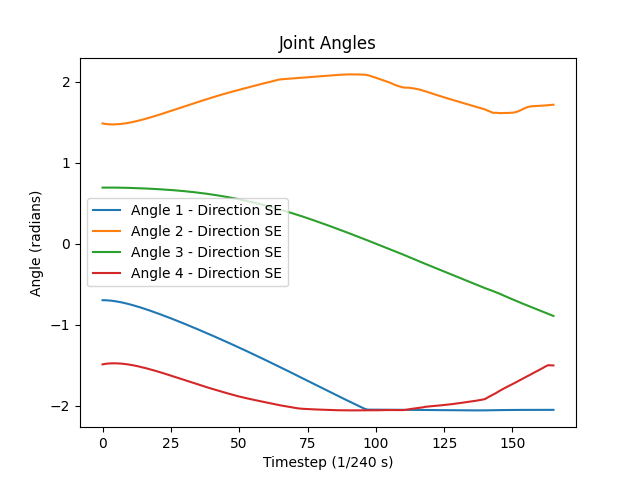 Joint Angles
Angle (radians)
2
1
0
−1
−2
Angle 1 - Direction SE
Angle 2 - Direction SE
Angle 3 - Direction SE
Angle 4 - Direction SE
0 25 50 75 100 125 150
Timestep (1/240 s)